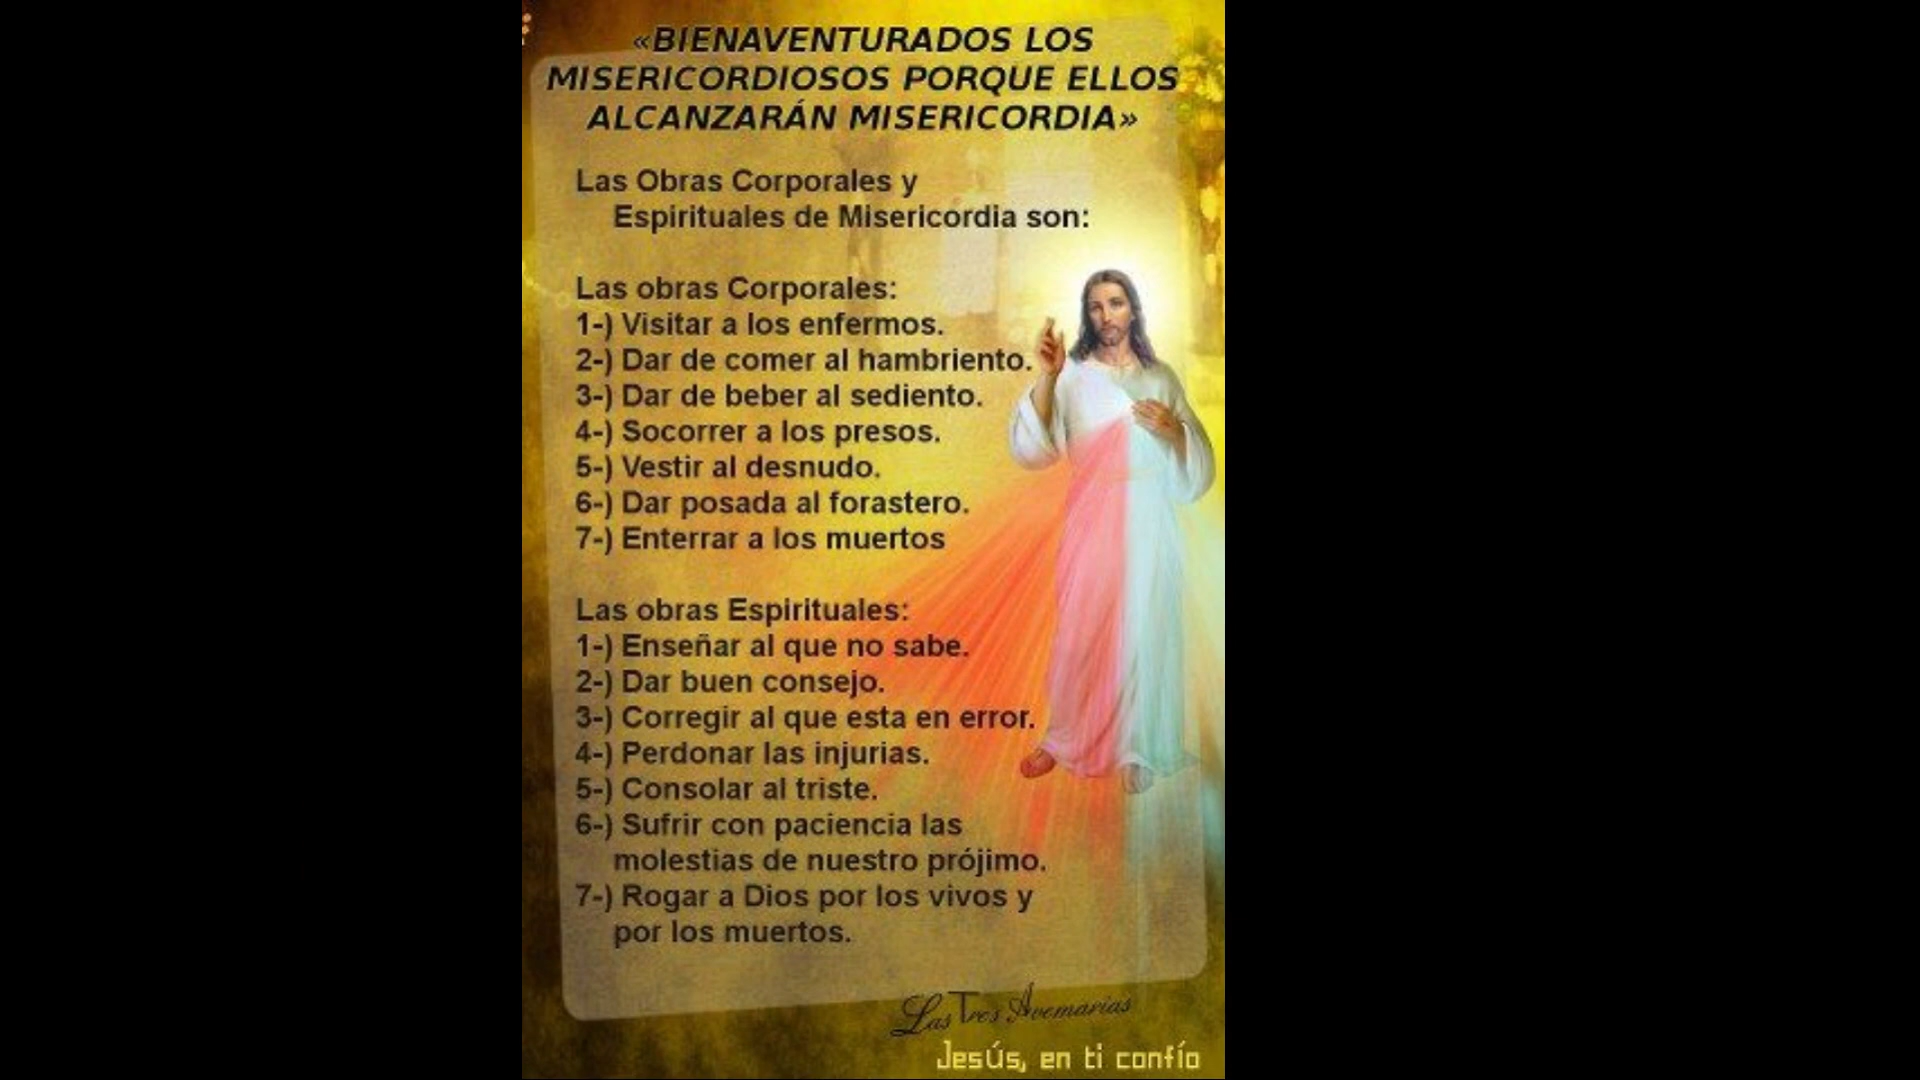 «BIENAVENTURADOS LOS
MISERICORDIOSOS PORQUE ELLOS
ALCANZARÁN MISERICORDIA»
Las Obras Corporales y
Espirituales de Misericordia son:
Las obras Corporales:
1-) Visitar a los enfermos.
2-) Dar de comer al hambriento.
3-) Dar de beber al sediento.
4-) Socorrer a los presos.
5-) Vestir al desnudo.
6-) Dar posada al forastero.
7-) Enterrar a los muertos
Las obras Espirituales:
1-) Enseñar al que no sabe.
2-) Dar buen consejo.
3-) Corregir al que esta en error.
4-) Perdonar las injurias.
5-) Consolar al triste.
6-) Sufrir con paciencia las
molestias de nuestro prójimo.
7-) Rogar a Dios por los vivos y
por los muertos.
Las Tres Avemarias
Jesús, en ti confío